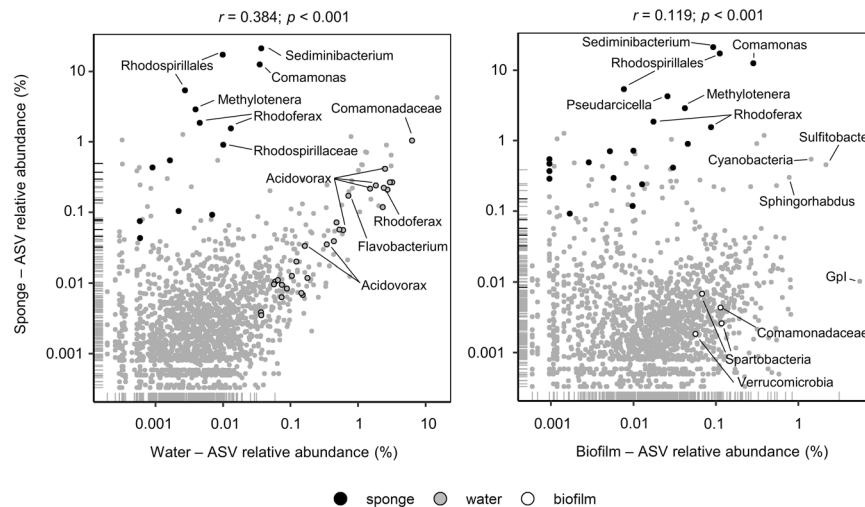 r = 0.384; p < 0.001
Sponge – ASV relative abundance (%)
10
1
0.1
0.01
0.001
Rhodospirillales
Sediminibacterium
Comamonas
Methylotenera
Rhodoferax
Rhodospirillaceae
Comamonadaceae
Acidovorax
Rhodoferax
Flavobacterium
Acidovorax
0.001 0.01 0.1 1 10
Water – ASV relative abundance (%)
r = 0.119; p < 0.001
10
1
0.1
0.01
0.001
Sediminibacterium
Comamonas
Rhodospirillales
Pseudarcicella
Methylotenera
Rhodoferax
Sulfitobacte
Cyanobacteria
Sphingorhabdus
GpI
Comamonadaceae
Spartobacteria
Verrucomicrobia
0.001 0.01 0.1 1
Biofilm – ASV relative abundance (%)
sponge water biofilm